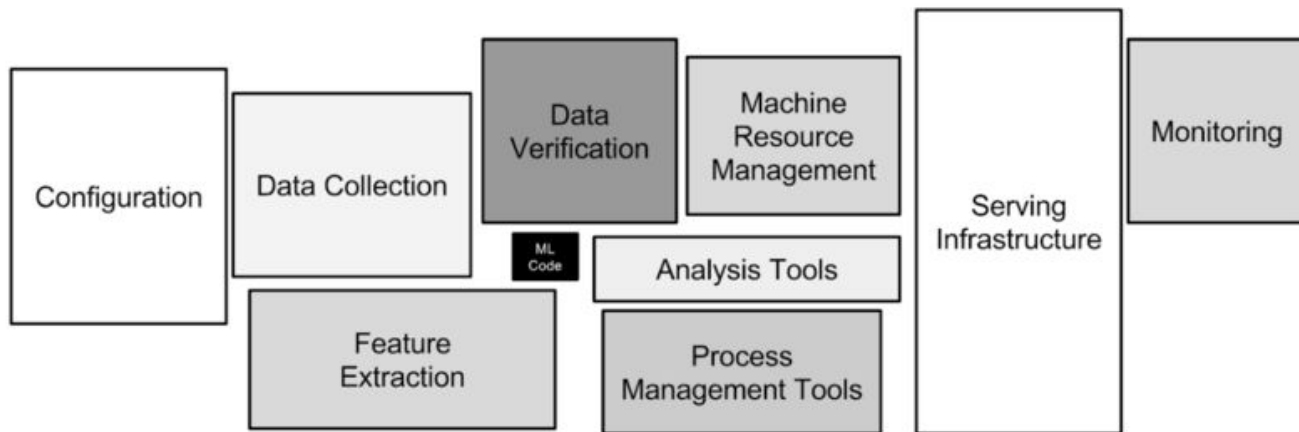 Configuration
Data Collection
Data
Verification
Machine
Resource
Management
Serving
Infrastructure
Monitoring
ML
Code
Analysis Tools
Feature
Extraction
Process
Management Tools